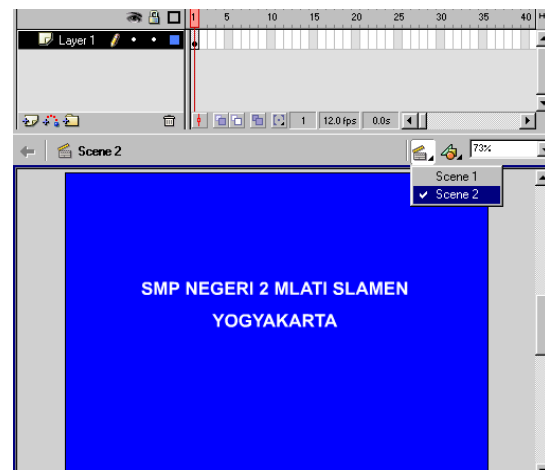 1 5 10 15 20 25 30 35 40
Layer 1
1 12.0 fps 0.0s
Scene 2 73%
Scene 1
Scene 2
SMP NEGERI 2 MLATI SLAMEN
YOGYAKARTA